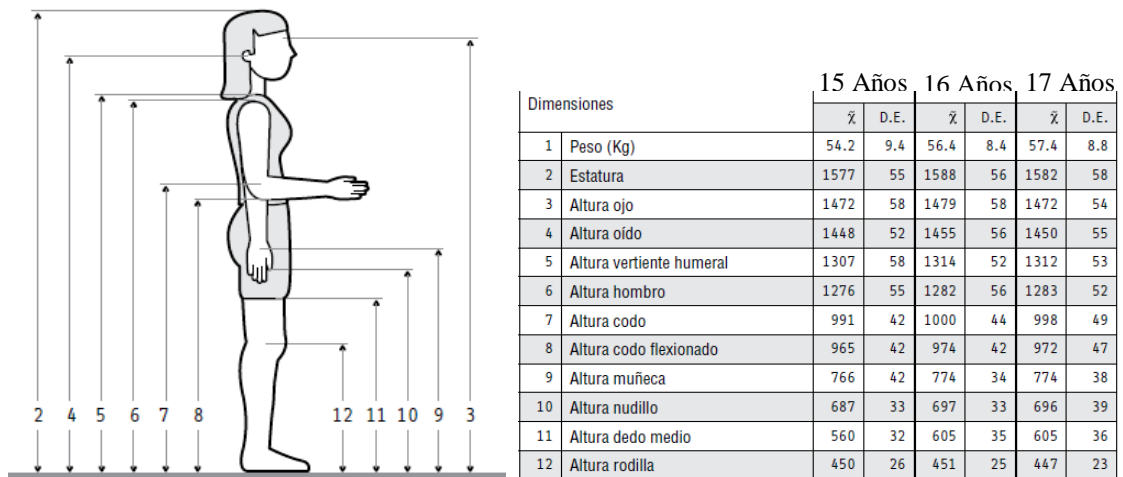 2 4 5 6 7 8 12 11 10 9 3
15 Años 16 Años 17 Años
Dimensiones
x̃ D.E. x̃ D.E. x̃ D.E.
1 Peso (Kg) 54.2 9.4 56.4 8.4 57.4 8.8
2 Estatura 1577 55 1588 56 1582 58
3 Altura ojo 1472 58 1479 58 1472 54
4 Altura oído 1448 52 1455 56 1450 55
5 Altura vertiente humeral 1307 58 1314 52 1312 53
6 Altura hombro 1276 55 1282 56 1283 52
7 Altura codo 991 42 1000 44 998 49
8 Altura codo flexionado 965 42 974 42 972 47
9 Altura muñeca 766 42 774 34 774 38
10 Altura nudillo 687 33 697 33 696 39
11 Altura dedo medio 560 32 605 35 605 36
12 Altura rodilla 450 26 451 25 447 23